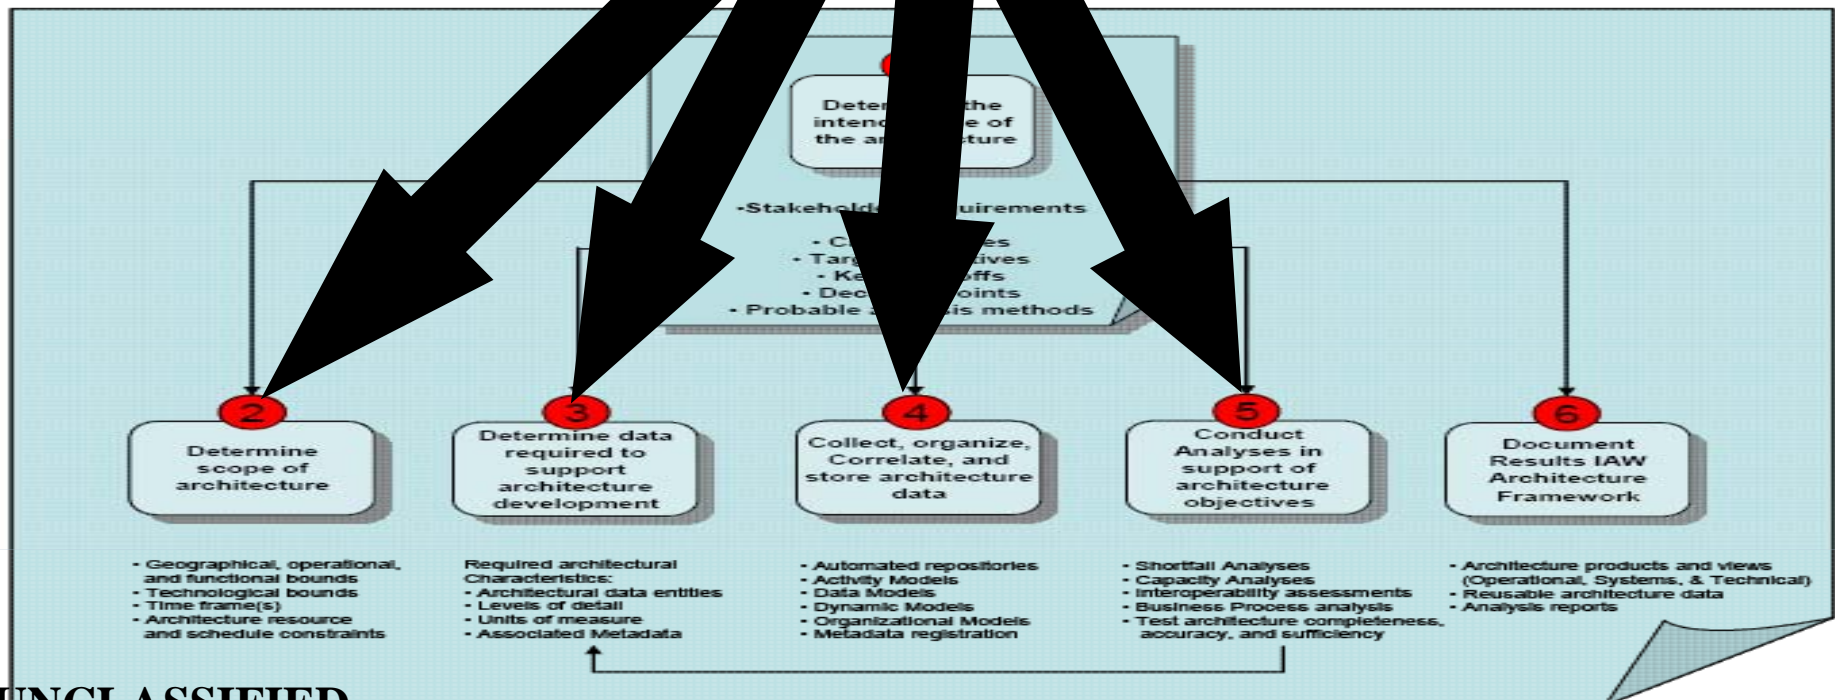 the
of
the
• Probable methods
2
3
4
5
6
Determine
scope of
architecture
Determine data
required to
support
architecture
development
Collect, organize,
Correlate, and
store architecture
data
Conduct
Analyses in
support of
architecture
objectives
Document
Results IAW
Architecture
Framework
• Geographical, operational,
and functional bounds
• Technological bounds
• Time frame(s)
• Architecture resource
and schedule constraints
Required architectural
Characteristics:
• Architectural data entities
• Levels of detail
• Units of measure
• Associated Metadata
• Automated repositories
• Activity Models
• Data Models
• Dynamic Models
• Organizational Models
• Metadata registration
• Shortfall Analyses
• Capacity Analyses
• Interoperability assessments
• Business Process analysis
• Test architecture completeness,
accuracy, and sufficiency
• Architecture products and views
(Operational, Systems, & Technical)
• Reusable architecture data
• Analysis reports
UNCLASSIFIED